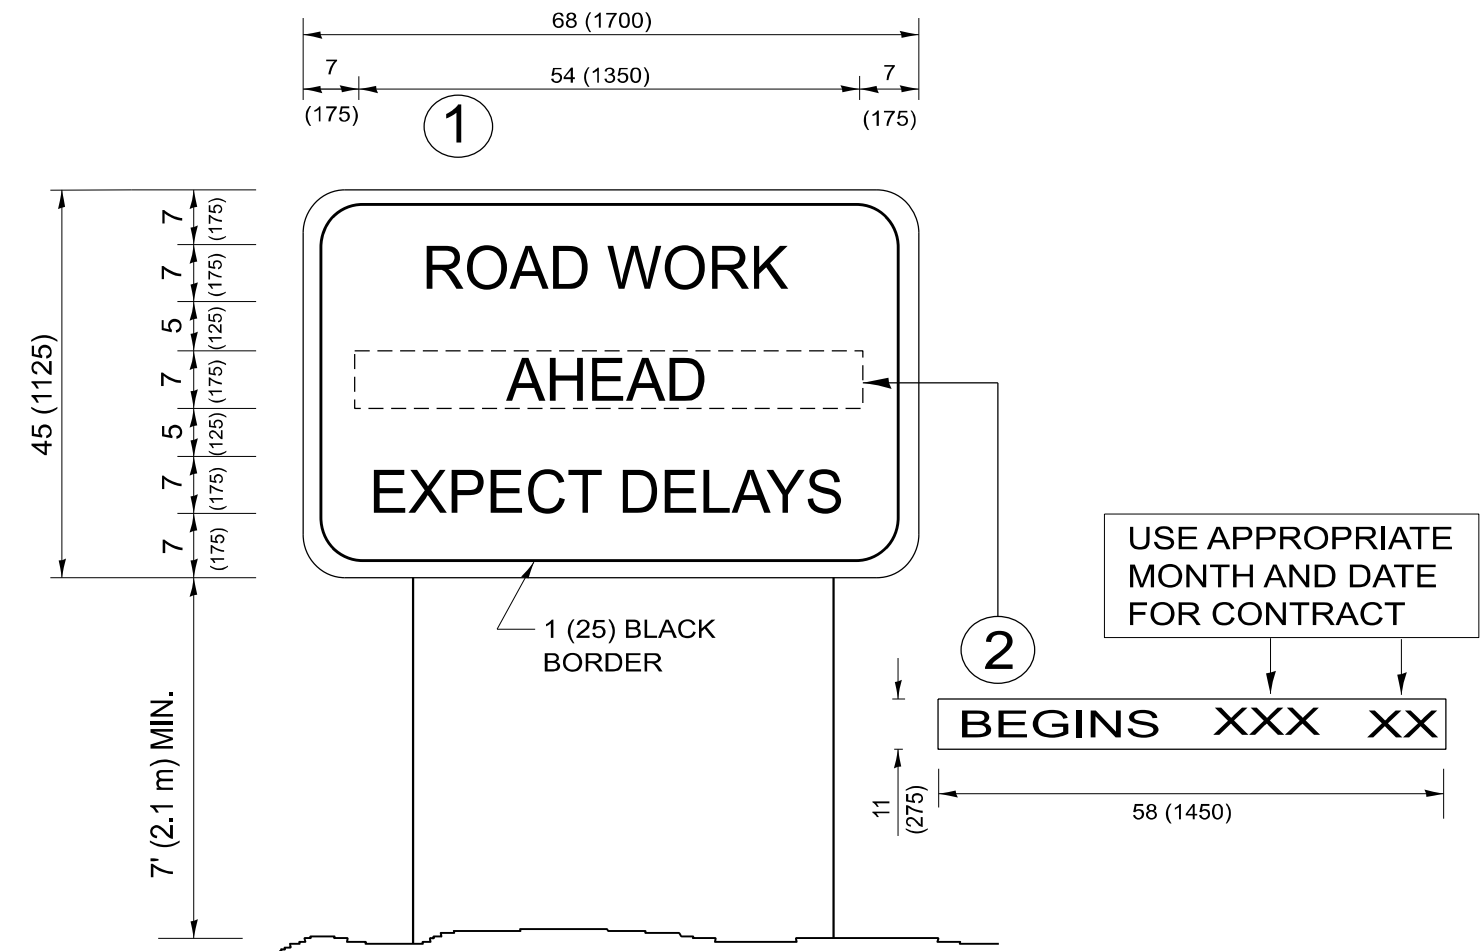 68 (1700)
7
54 (1350)
7
(175)
(175)
1
7
(175)
7
(175)
5
(125)
7
(175)
5
(125)
7
(175)
7
(175)
45 (1125)
ROAD WORK
AHEAD
EXPECT DELAYS
1 (25) BLACK
BORDER
7' (2.1 m) MIN.
2
USE APPROPRIATE
MONTH AND DATE
FOR CONTRACT
BEGINS XXX XX
11
(275)
58 (1450)